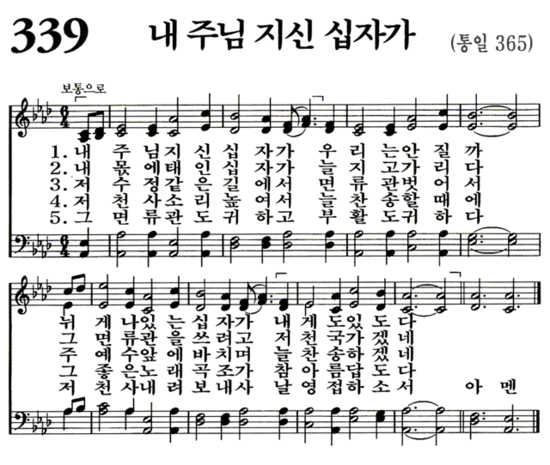 339 내 주님 지신 십자가 (통일 365)
보통으로
6 4
1. 내 주님지 신십 자가 우 리 는안 질 까
2. 내 몫에태 인십 자가 늘 지 고가 리 다
3. 저 수정같 은길 에서 면 류 관벗 어 서
4. 저 천사소 리높 여서 늘 찬 송할 때 에
5. 그 면류관 도귀 하고 부 활 도귀 하 다
6 4
뉘 게 나있 는십 자가 내 게 도있 도 다
그 면류관 을쓰 려고 저 천 국가 겠 네
주 예수앞 에바 치며 늘 찬 송하 겠 네
그 좋은노 래곡 조가 참 아 름답 도 다
저 천사내 려보 내사 날 영 접하 소 서 아 멘